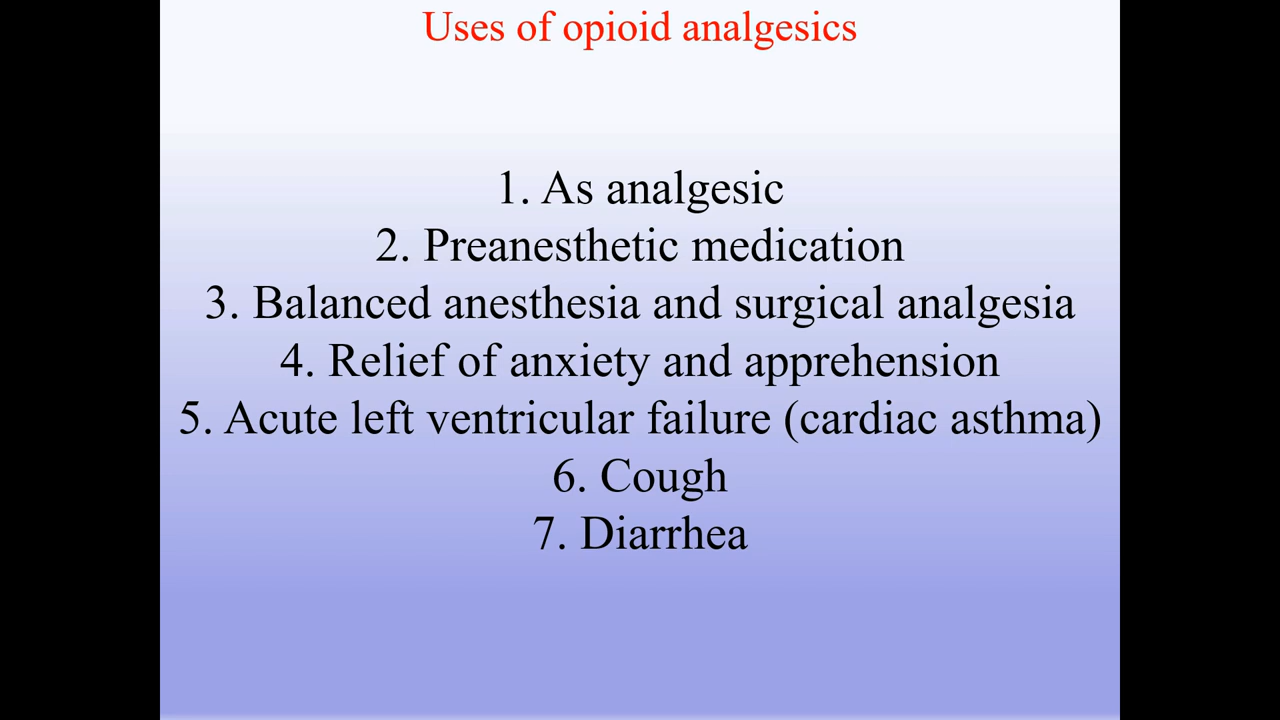 Uses of opioid analgesics
1. As analgesic
2. Preanesthetic medication
3. Balanced anesthesia and surgical analgesia
4. Relief of anxiety and apprehension
5. Acute left ventricular failure (cardiac asthma)
6. Cough
7. Diarrhea